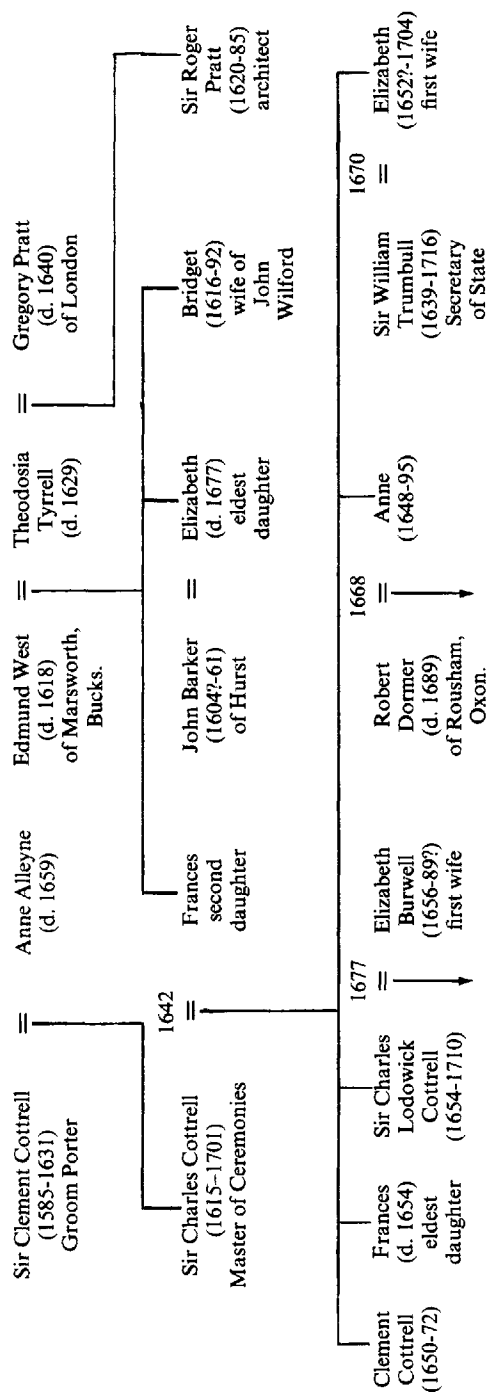 Sir Clement Cottrell
(1585-1631)
Groom Porter
=
Anne Alleyne
(d. 1659)
Edmund West
(d. 1618)
of Marsworth,
Bucks.
=
Theodosia
Tyrrell
(d. 1629)
=
Gregory Pratt
(d. 1640)
of London
Sir Charles Cottrell
(1615-1701)
Master of Ceremonies
1642
=
Frances
second
daughter
John Barker
(1604?-61)
of Hurst
=
Elizabeth
(d. 1677)
eldest
daughter
Bridget
(1616-92)
wife of
John
Wilford
Sir Roger
Pratt
(1620-85)
architect
Clement
Cottrell
(1650-72)
Frances
(d. 1654)
eldest
daughter
Sir Charles
Lodowick
Cottrell
(1654-1710)
1677
=
Elizabeth
Burwell
(1656-89?)
first wife
Robert
Dormer
(d. 1689)
of Rousham,
Oxon.
1668
=
Anne
(1648-95)
Sir William
Trumbull
(1639-1716)
Secretary
of State
1670
=
Elizabeth
(1652?-1704)
first wife